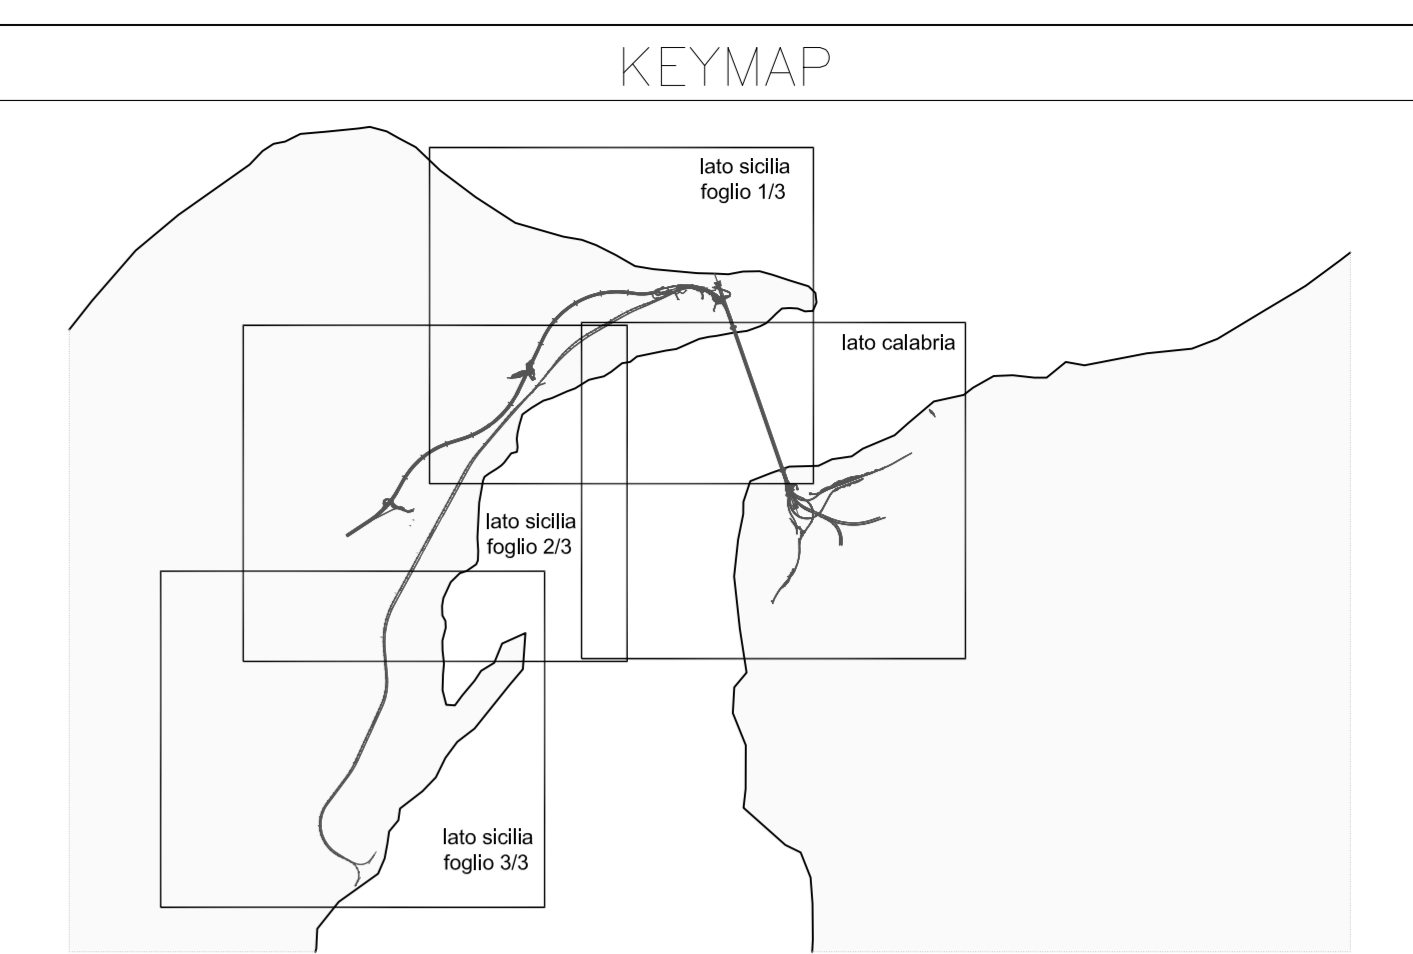 KEYMAP
lato sicilia
foglio 1/3
lato calabria
lato sicilia
foglio 2/3
lato sicilia
foglio 3/3